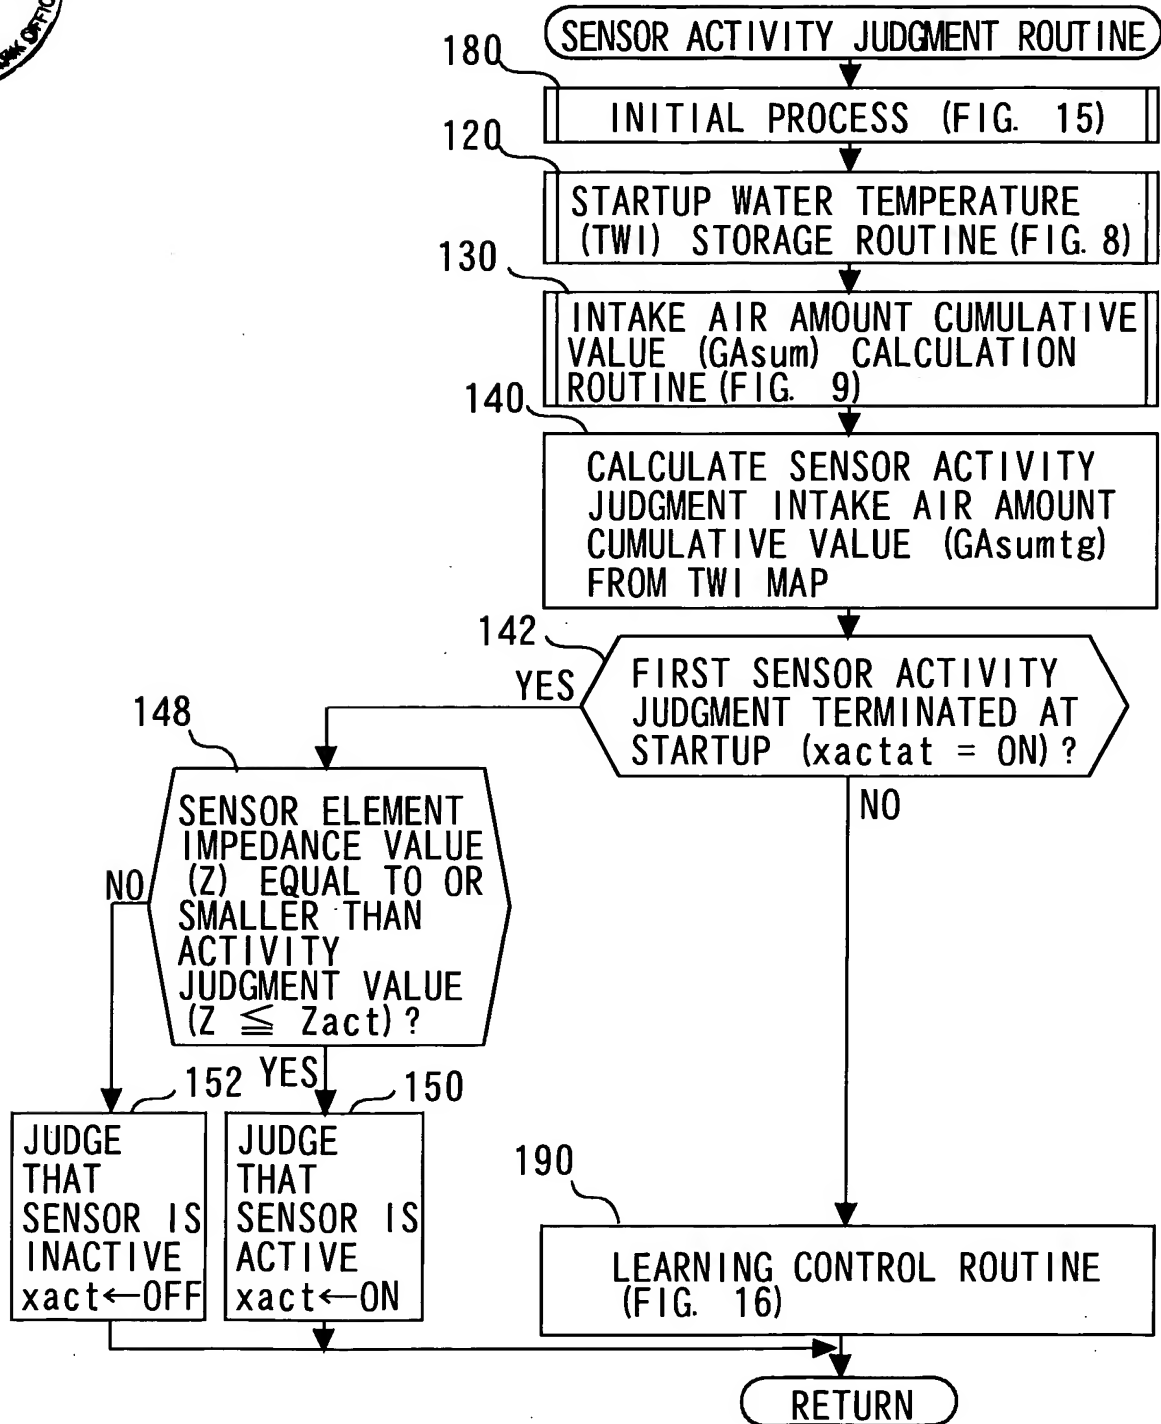 OFFIC
SENSOR ACTIVITY JUDGMENT ROUTINE
180
INITIAL PROCESS (FIG. 15)
120
STARTUP WATER TEMPERATURE
(TWI) STORAGE ROUTINE (FIG. 8)
130
INTAKE AIR AMOUNT CUMULATIVE
VALUE (GAsum) CALCULATION
ROUTINE (FIG. 9)
140
CALCULATE SENSOR ACTIVITY
JUDGMENT INTAKE AIR AMOUNT
CUMULATIVE VALUE (GAsumtg)
FROM TWI MAP
142
FIRST SENSOR ACTIVITY
JUDGMENT TERMINATED AT
STARTUP (xactat = ON) ?
YES
NO
148
SENSOR ELEMENT
IMPEDANCE VALUE
(Z) EQUAL TO OR
SMALLER THAN
ACTIVITY
JUDGMENT VALUE
(Z ≦ Zact) ?
NO
YES
152
JUDGE
THAT
SENSOR IS
INACTIVE
xact←OFF
150
JUDGE
THAT
SENSOR IS
ACTIVE
xact←ON
190
LEARNING CONTROL ROUTINE
(FIG. 16)
RETURN